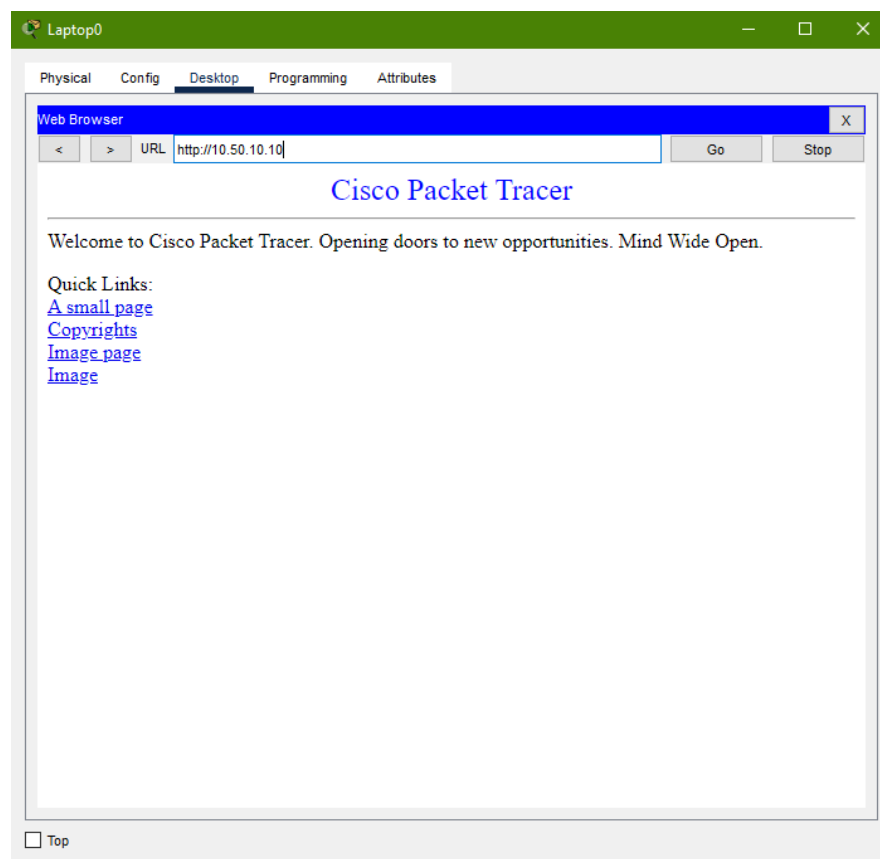 Laptop0
Physical Config Desktop Programming Attributes
Web Browser X
< > URL http://10.50.10.10 Go Stop
Cisco Packet Tracer
Welcome to Cisco Packet Tracer. Opening doors to new opportunities. Mind Wide Open.
Quick Links:
A small page
Copyrights
Image page
Image
Top